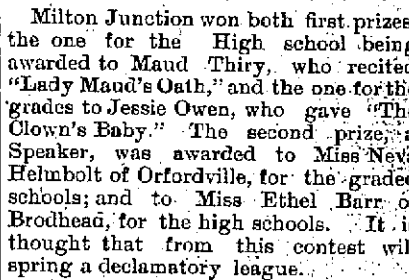 Milton Junction won both first prizes
the one for the High school being
awarded to Maud Thiry, who recited
"Lady Maud's Oath," and the one for the
grades to Jessie Owen, who gave "The
Clown's Baby." The second prize, a
Speaker, was awarded to Miss Neva
Helmbolt of Orfordville, for the graded
schools; and to Miss Ethel Barr o
Brodhead, for the high schools. It i
thought that from this contest wil
spring a declamatory league.